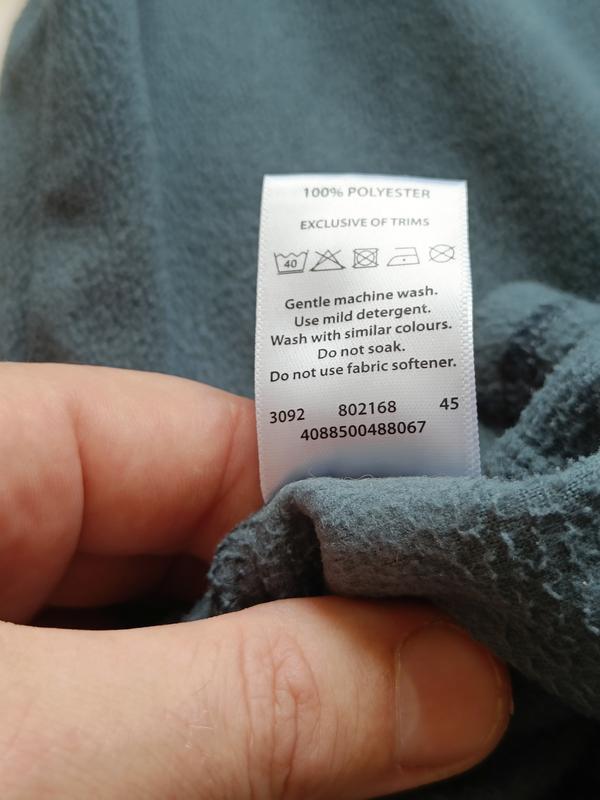 100% POLYESTER
EXCLUSIVE OF TRIMS
40
Gentle machine wash.
Use mild detergent.
Wash with similar colours.
Do not soak.
Do not use fabric softener.
3092 802168 45
4088500488067